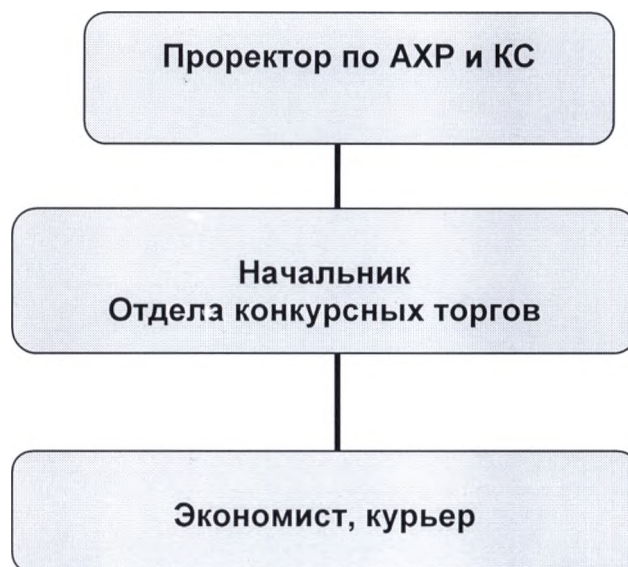 Проректор по АХР и КС
Начальник
Отдела конкурсных торгов
Экономист, курьер